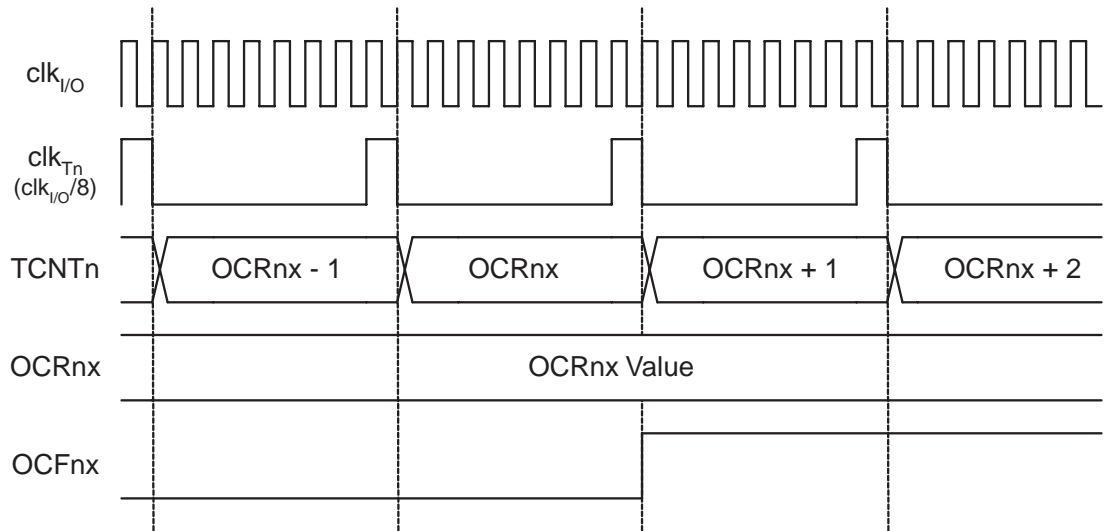 clkI/O
clkTn
(clkI/O/8)
TCNTn
OCRnx - 1
OCRnx
OCRnx + 1
OCRnx + 2
OCRnx
OCRnx Value
OCFnx